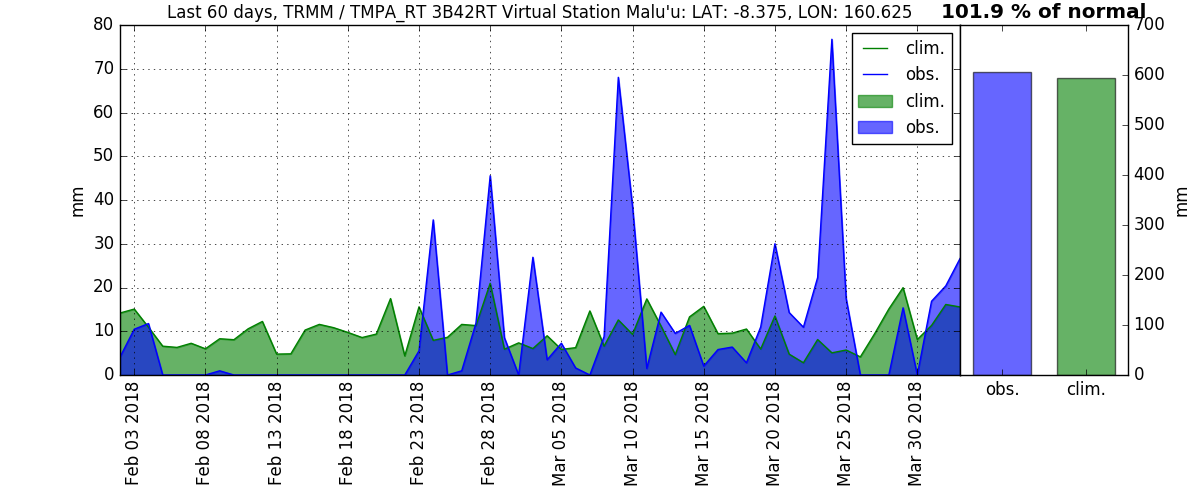 Last 60 days, TRMM / TMPA_RT 3B42RT Virtual Station Malu'u: LAT: -8.375, LON: 160.625
101.9 % of normal
80
70
60
50
40
30
20
10
0
mm
clim.
obs.
clim.
obs.
Feb 03 2018
Feb 08 2018
Feb 13 2018
Feb 18 2018
Feb 23 2018
Feb 28 2018
Mar 05 2018
Mar 10 2018
Mar 15 2018
Mar 20 2018
Mar 25 2018
Mar 30 2018
700
600
500
400
300
200
100
0
mm
obs.
clim.